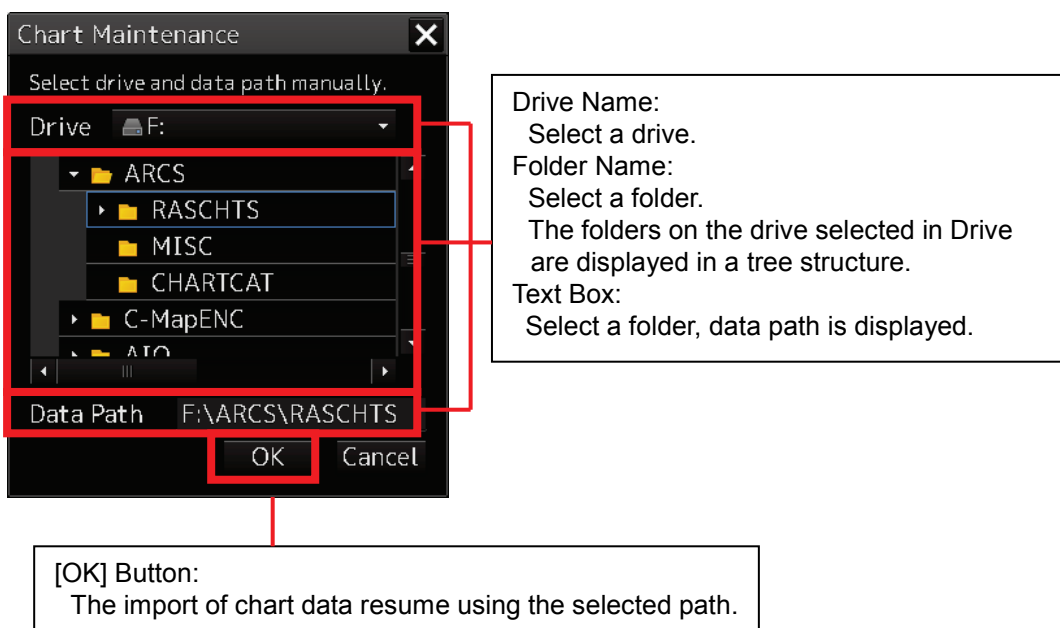 Chart Maintenance
Select drive and data path manually.
Drive F:
ARCS
RASCHTS
MISC
CHARTCAT
C-MapENC
AIO
Data Path F:\ARCS\RASCHTS
OK Cancel
Drive Name:
Select a drive.
Folder Name:
Select a folder.
The folders on the drive selected in Drive
are displayed in a tree structure.
Text Box:
Select a folder, data path is displayed.
[OK] Button:
The import of chart data resume using the selected path.